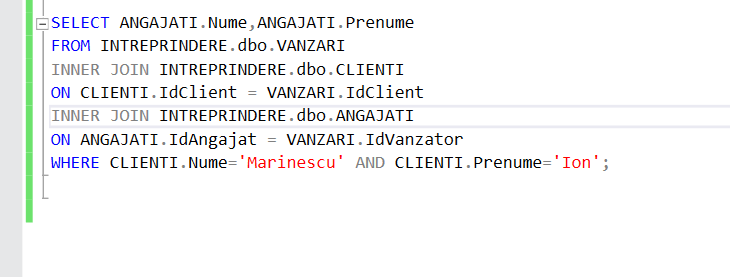 SELECT ANGAJATI.Nume,ANGAJATI.Prenume
FROM INTREPRINDERE.dbo.VANZARI
INNER JOIN INTREPRINDERE.dbo.CLIENTI
ON CLIENTI.IdClient = VANZARI.IdClient
INNER JOIN INTREPRINDERE.dbo.ANGAJATI
ON ANGAJATI.IdAngajat = VANZARI.IdVanzator
WHERE CLIENTI.Nume='Marinescu' AND CLIENTI.Prenume='Ion';